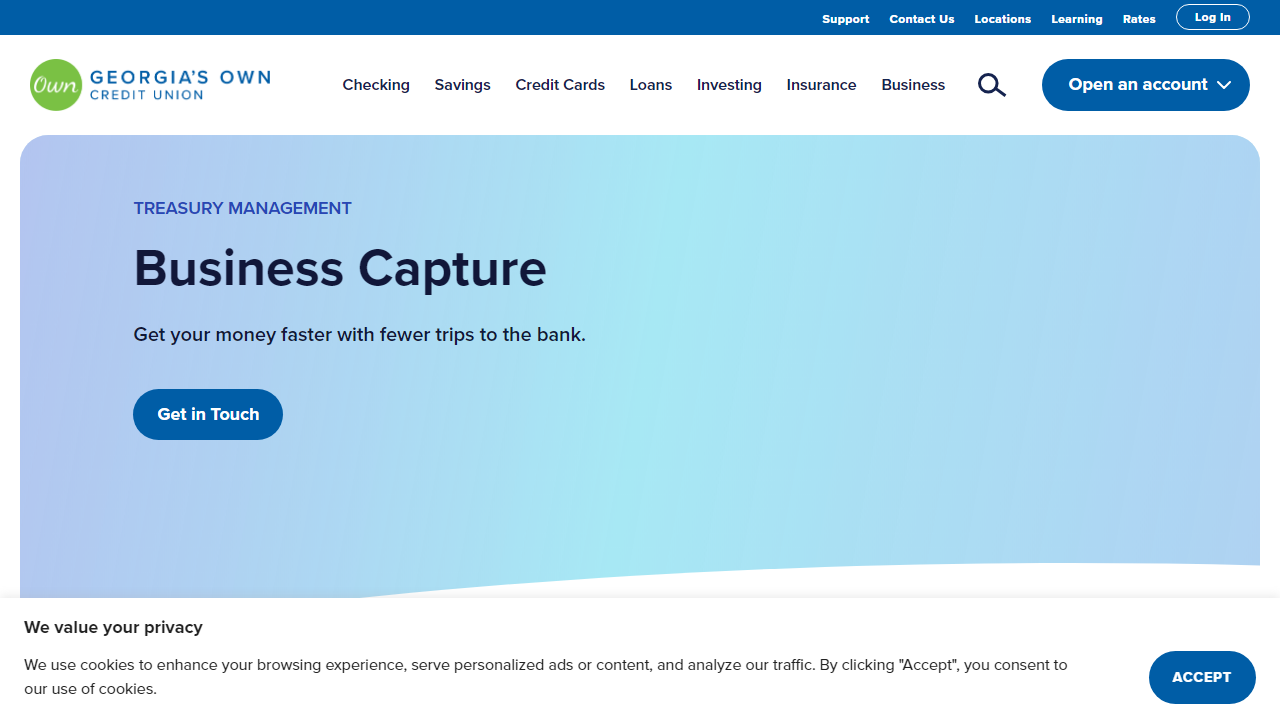 Support Contact Us Locations Learning Rates Log In
Own GEORGIA'S OWN
CREDIT UNION
Checking Savings Credit Cards Loans Investing Insurance Business Open an account
TREASURY MANAGEMENT
Business Capture
Get your money faster with fewer trips to the bank.
Get in Touch
We value your privacy
We use cookies to enhance your browsing experience, serve personalized ads or content, and analyze our traffic. By clicking "Accept", you consent to
our use of cookies.
ACCEPT